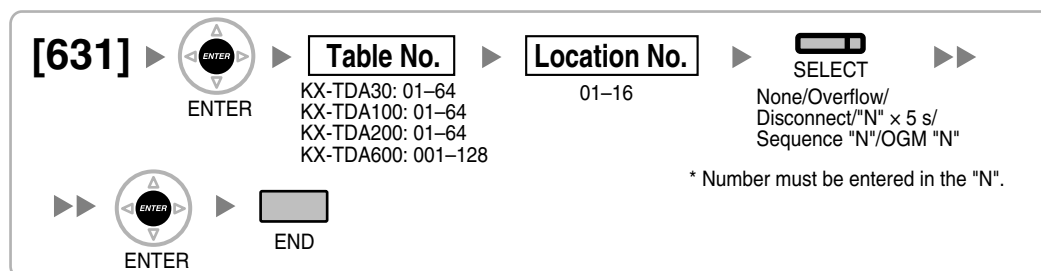 [631] ENTER Table No. Location No.
ENTER SELECT
KX-TDA30: 01–64 01–16
KX-TDA100: 01–64
KX-TDA200: 01–64
KX-TDA600: 001–128
None/Overflow/
Disconnect/"N" × 5 s/
Sequence "N"/OGM "N"
* Number must be entered in the "N".
ENTER
ENTER
END